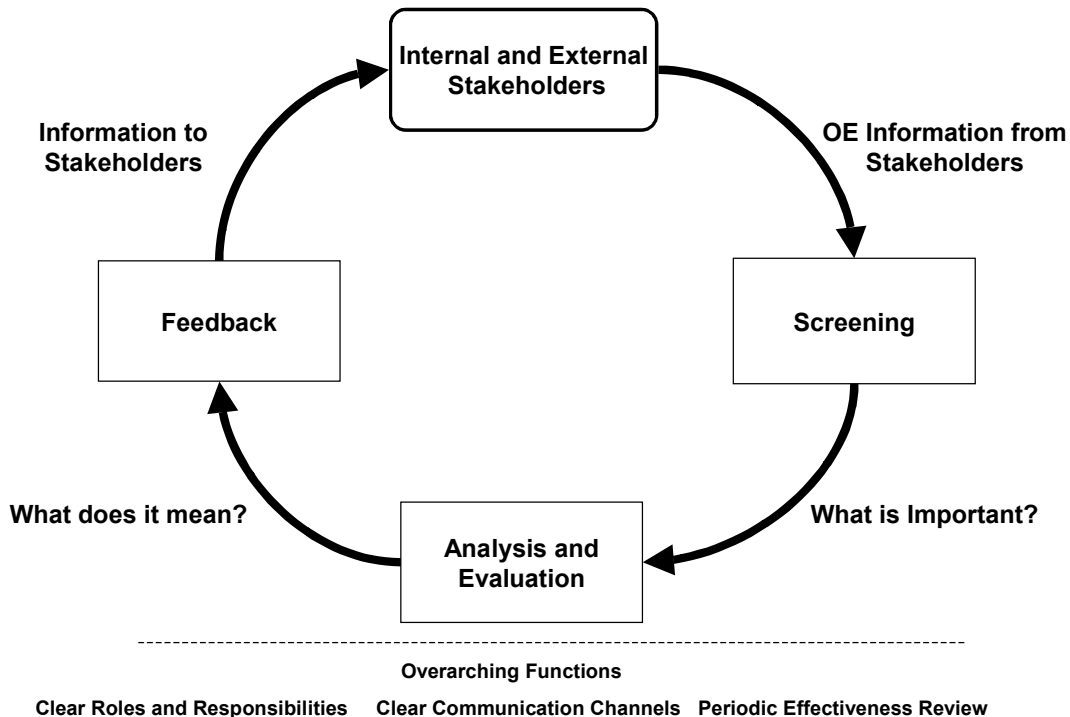 Internal and External
Stakeholders
Information to
Stakeholders
OE Information from
Stakeholders
Feedback
Screening
What does it mean?
What is Important?
Analysis and
Evaluation
Overarching Functions
Clear Roles and Responsibilities
Clear Communication Channels
Periodic Effectiveness Review